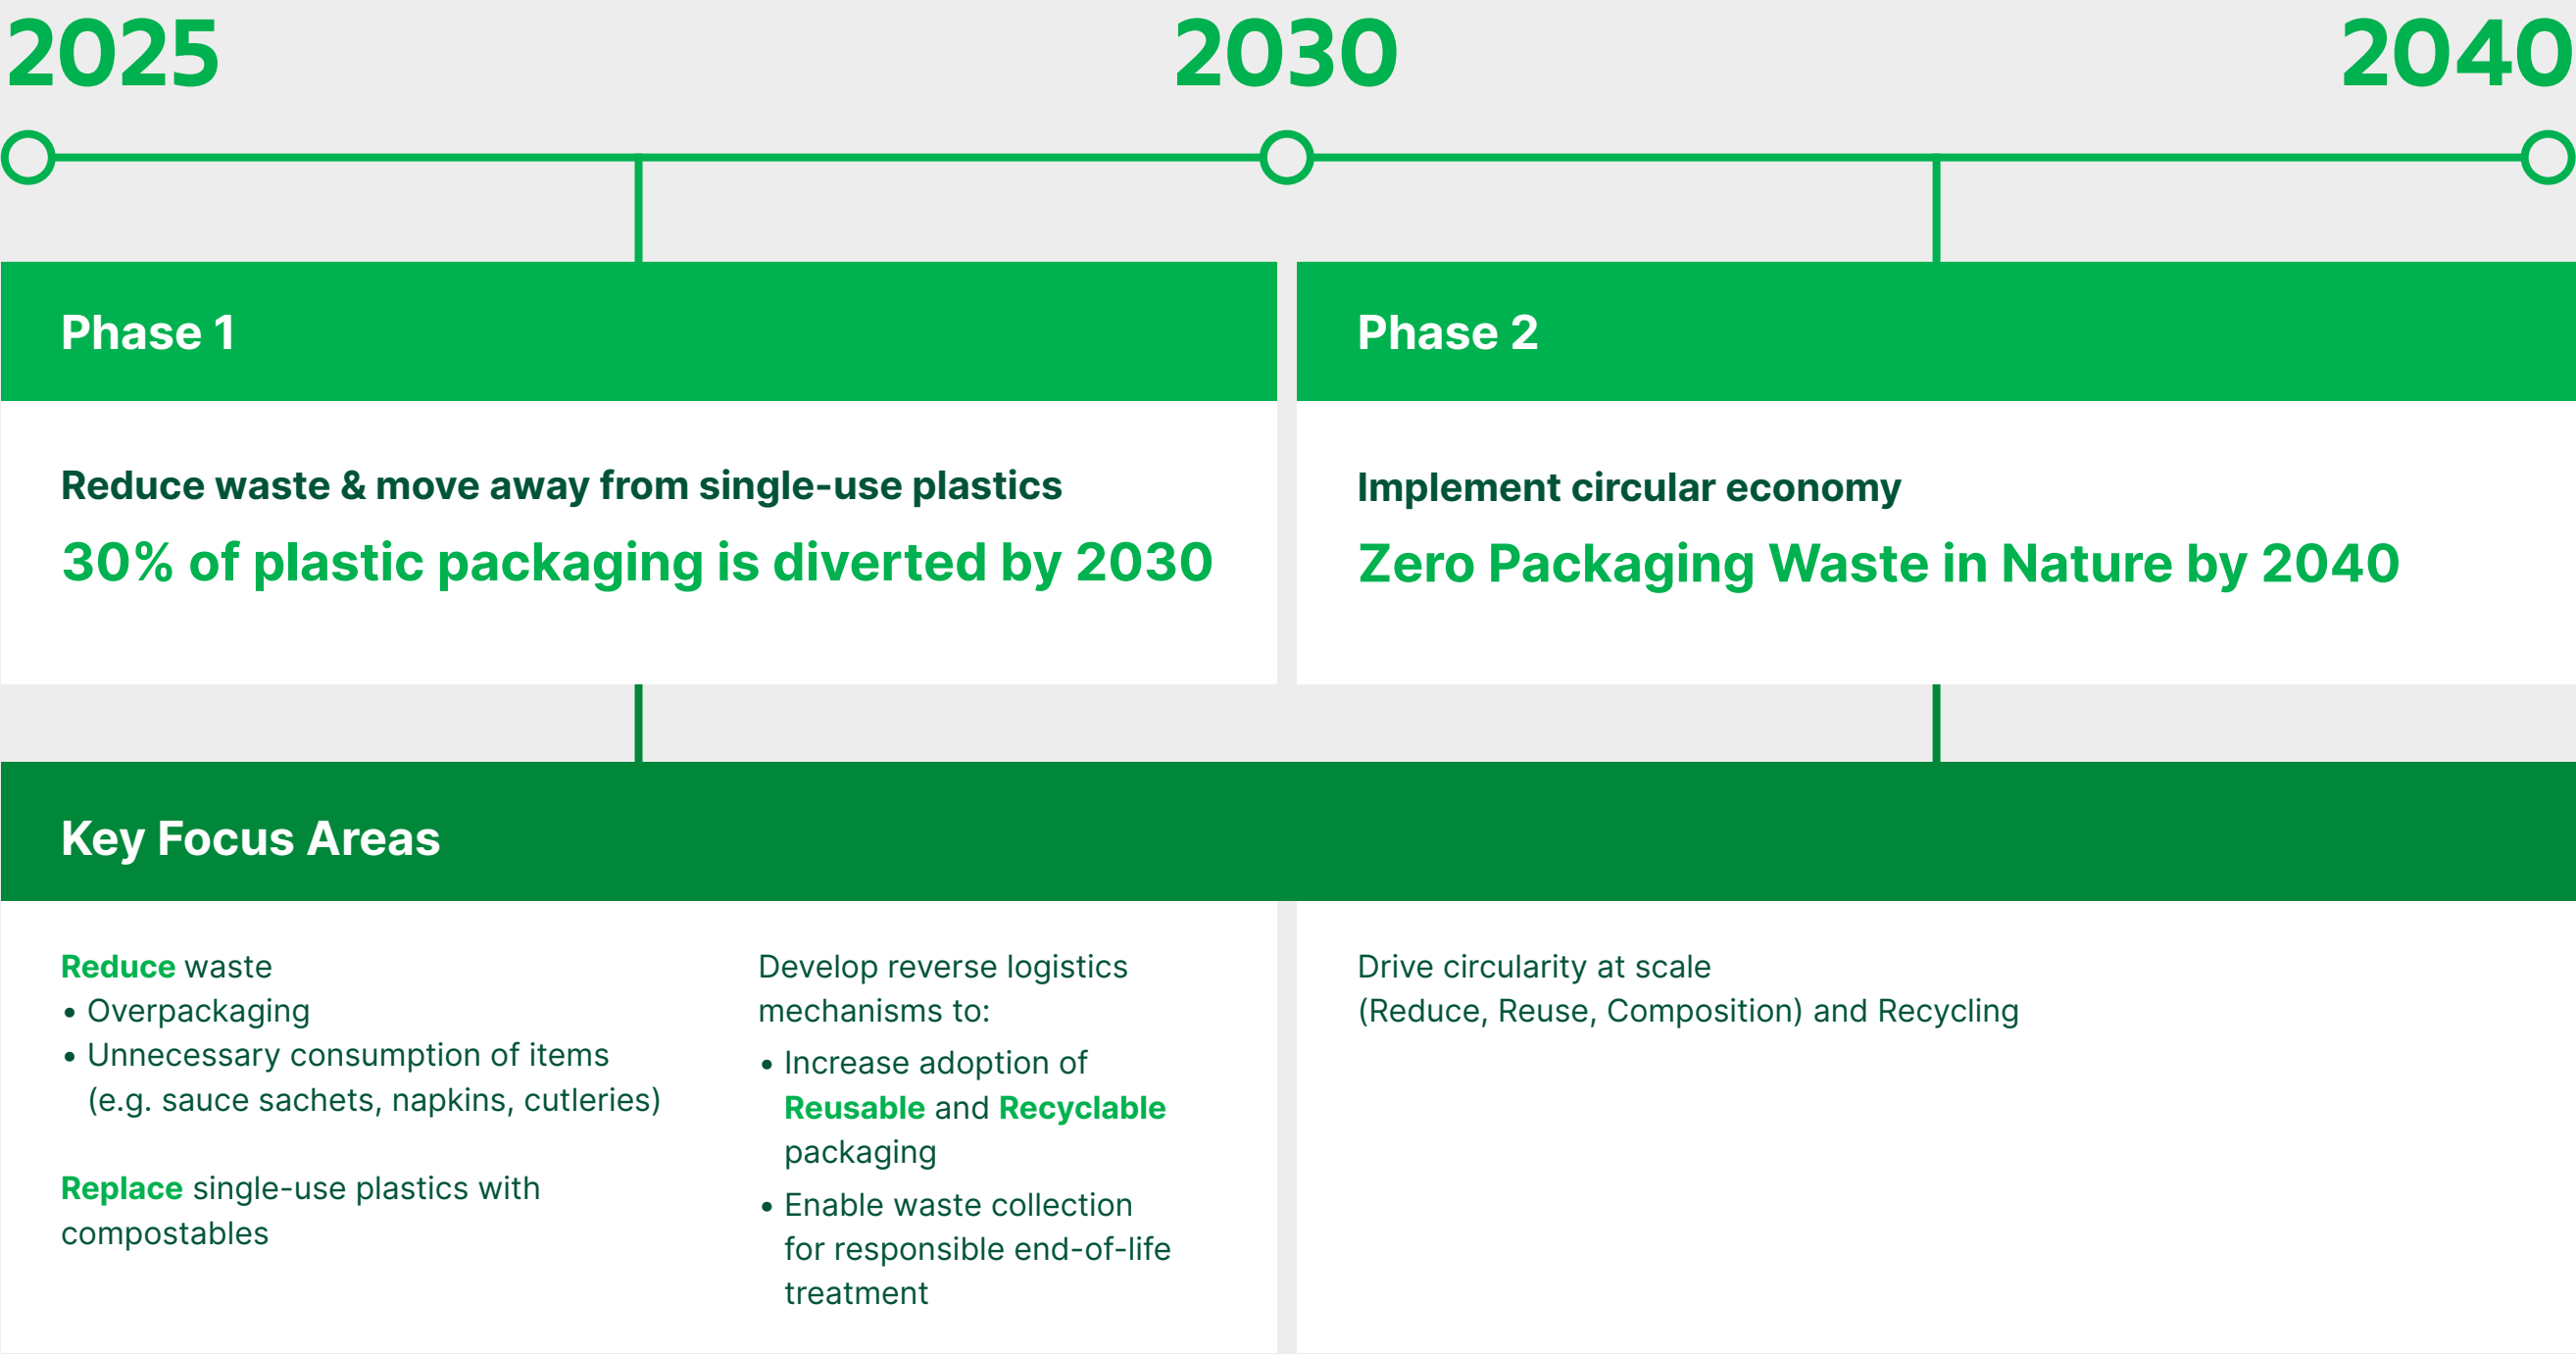 2025
2030
2040
Phase 1
Reduce waste & move away from single-use plastics
30% of plastic packaging is diverted by 2030
Phase 2
Implement circular economy
Zero Packaging Waste in Nature by 2040
Key Focus Areas
Reduce waste
• Overpackaging
• Unnecessary consumption of items
(e.g. sauce sachets, napkins, cutleries)
Replace single-use plastics with
compostables
Develop reverse logistics
mechanisms to:
• Increase adoption of
Reusable and Recyclable
packaging
• Enable waste collection
for responsible end-of-life
treatment
Drive circularity at scale
(Reduce, Reuse, Composition) and Recycling